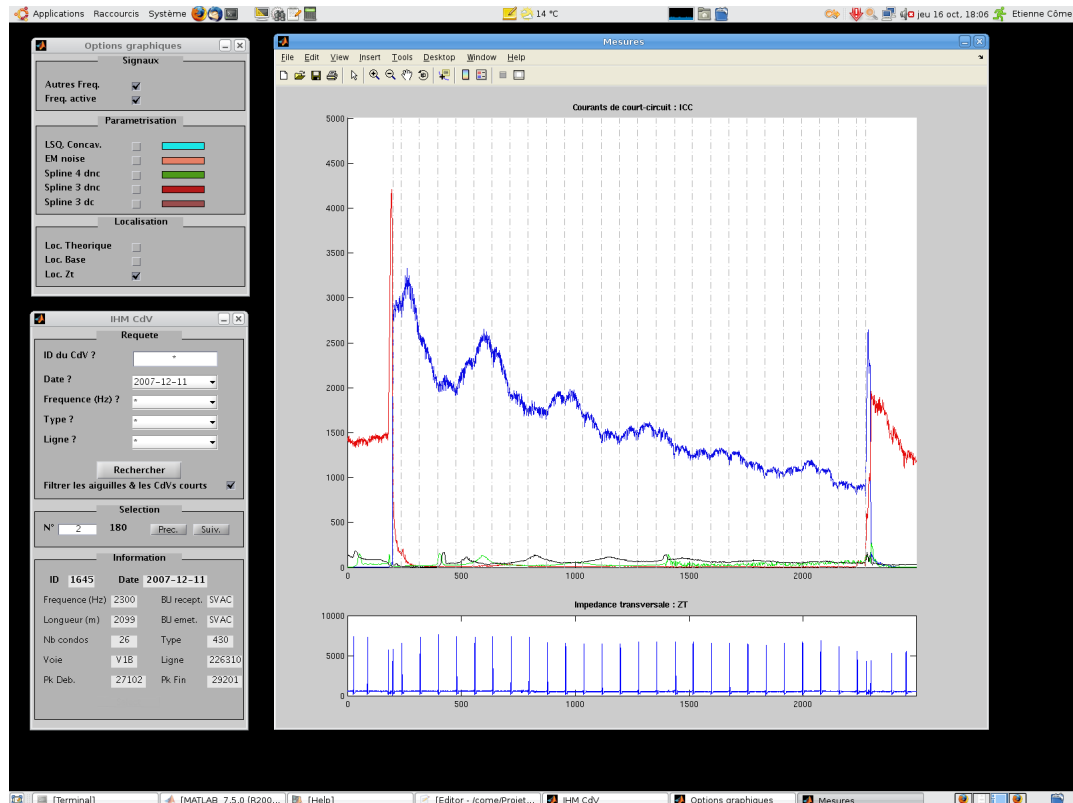 Applications Raccourcis Système 14 °C jeu 16 oct, 18:06 Etienne Côme
Options graphiques
Signaux
Autres Freq.
Freq. active
Parametrisation
LSQ, Concav.
EM noise
Spline 4 dnc
Spline 3 dnc
Spline 3 dc
Localisation
Loc. Theorique
Loc. Base
Loc. Zt
IHM CdV
Requete
ID du CdV ? *
Date ? 2007-12-11
Frequence (Hz) ? *
Type ? *
Ligne ? *
Rechercher
Filtrer les aiguilles & les CdVs courts
Selection
N° 2 180 Prec. Suiv.
Information
ID 1645 Date 2007-12-11
Frequence (Hz) 2300 BU recept. SVAC
Longueur (m) 2099 BU emet. SVAC
Nb condos 26 Type 430
Voie V1B Ligne 226310
Pk Deb. 27102 Pk Fin 29201
Mesures
File Edit View Insert Tools Desktop Window Help
Courants de court-circuit : ICC
5000
4500
4000
3500
3000
2500
2000
1500
1000
500
0
0 500 1000 1500 2000
Impedance transversale : ZT
10000
5000
0
0 500 1000 1500 2000
[Terminal] [MATLAB 7.5.0 (R200... [Help] [Editor - /come/Projet... IHM CdV Options graphiques Mesures